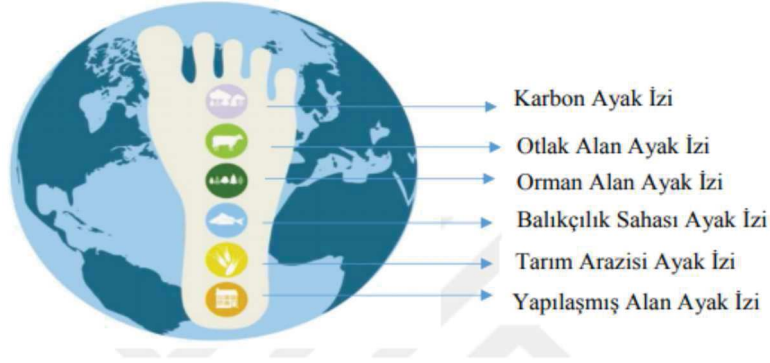 Karbon Ayak İzi
Otlak Alan Ayak İzi
Orman Alan Ayak İzi
Balıkçılık Sahası Ayak İzi
Tarım Arazisi Ayak İzi
Yapılaşmış Alan Ayak İzi